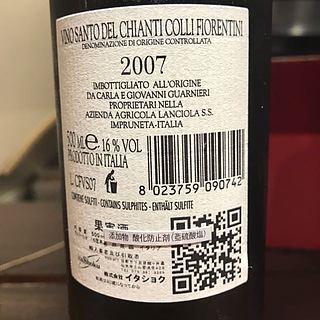 VINO SANTO DEL CHIANTI COLLI FIORENTINI
DENOMINAZIONE DI ORIGINE CONTROLLATA
2007
IMBOTTIGLIATO ALL'ORIGINE
DA CARLA E GIOVANNI GUARNIERI
PROPRIETARI NELLA
AZIENDA AGRICOLA LANCIOLA S.S.
IMPRUNETA-ITALIA
500 ML e 16 % VOL
PRODOTTO IN ITALIA
L. CFVS07
8 023759 090742
CONTIENE SOLFITI - CONTAINS SULPHITES - ENTHÄLT SULFITE
果実酒
添加物 酸化防止剤(亜硫酸塩)
株式会社 イタショク